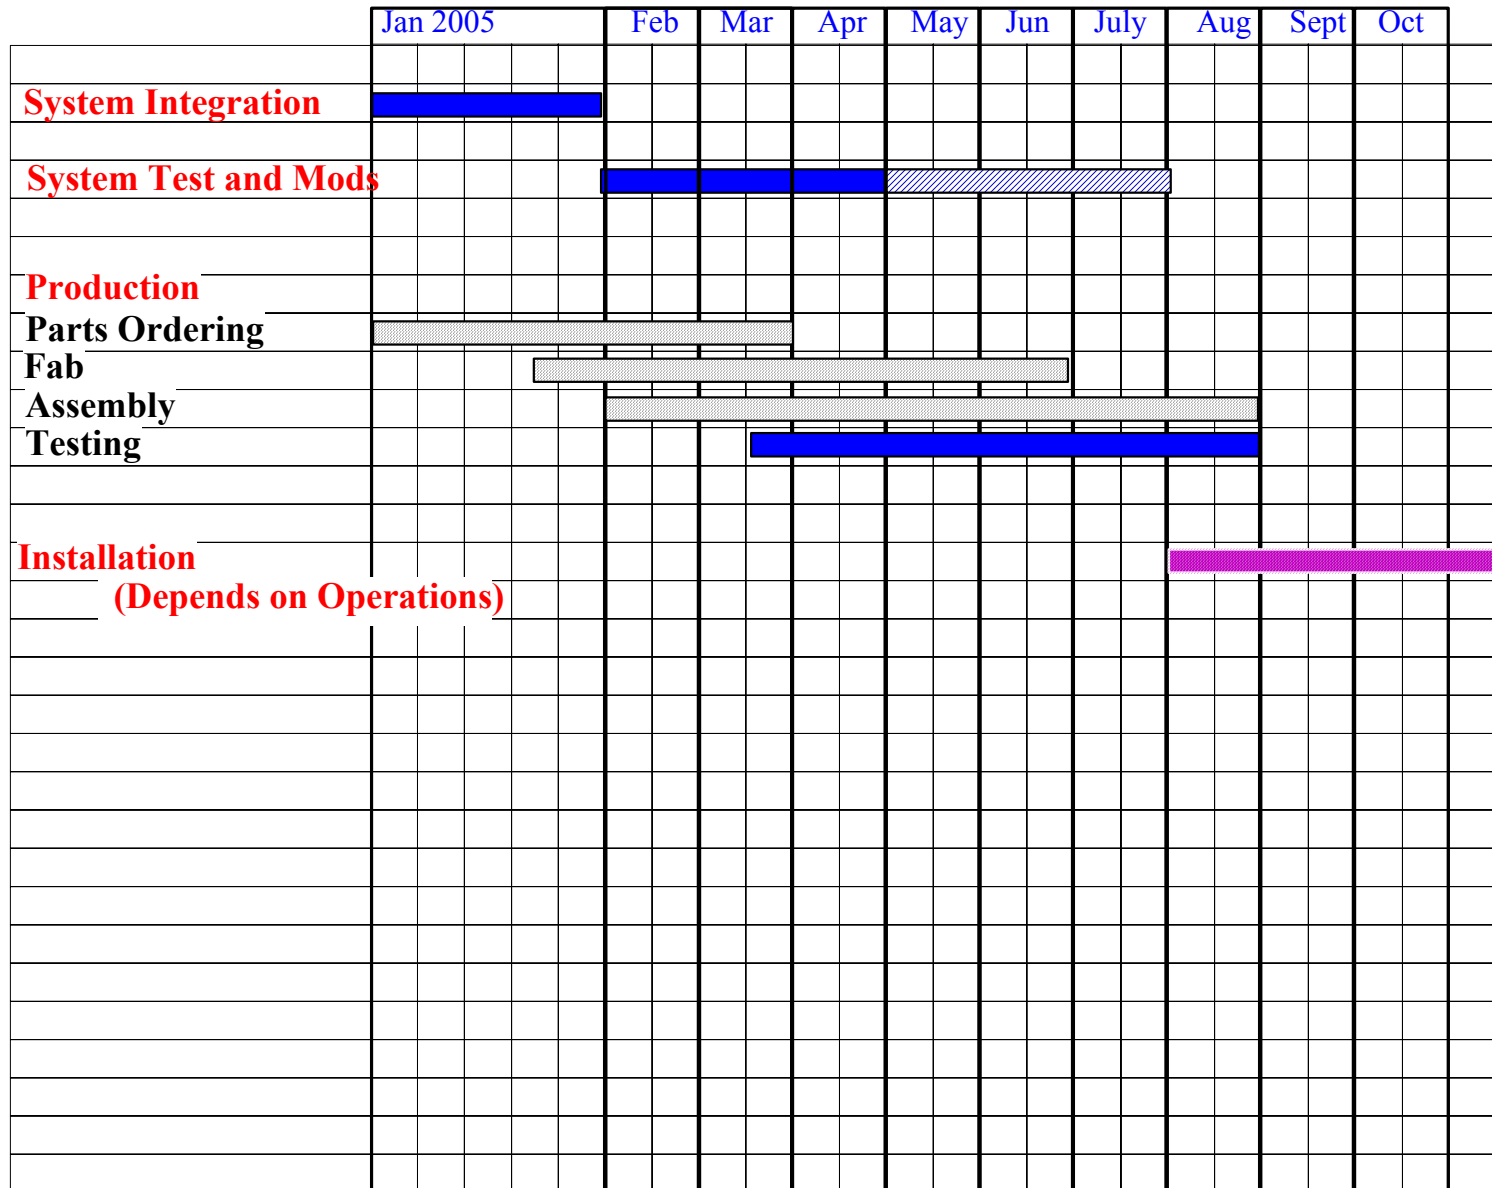 Jan 2005 Feb Mar Apr May Jun July Aug Sept Oct
System Integration
System Test and Mods
Production
Parts Ordering
Fab
Assembly
Testing
Installation
(Depends on Operations)